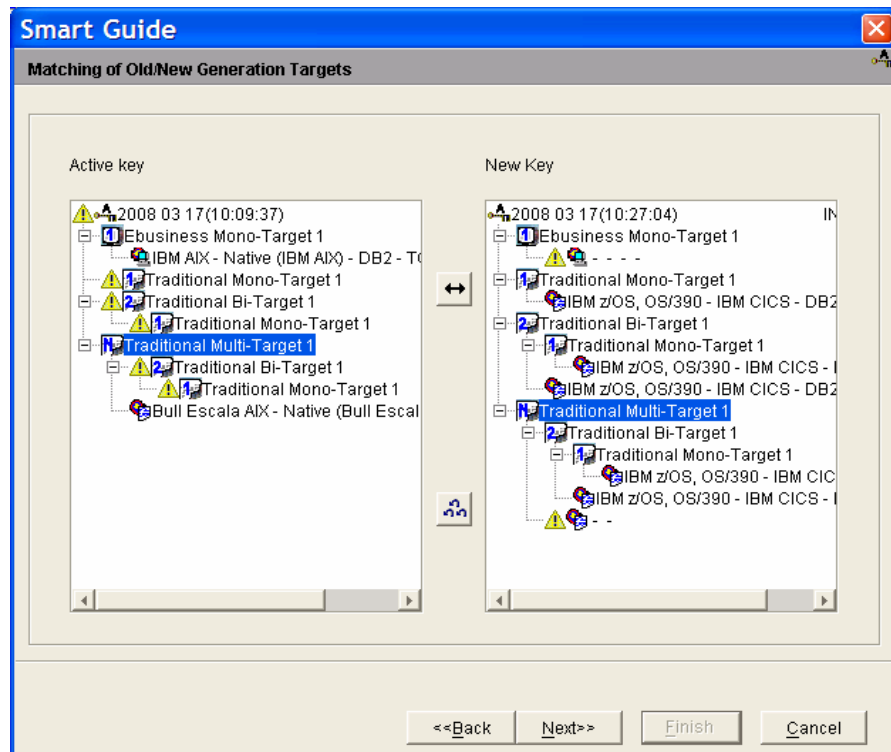 Smart Guide
Matching of Old/New Generation Targets
Active key
2008 03 17(10:09:37)
Ebusiness Mono-Target 1
IBM AIX - Native (IBM AIX) - DB2 -
Traditional Mono-Target 1
Traditional Bi-Target 1
Traditional Mono-Target 1
Traditional Multi-Target 1
Traditional Bi-Target 1
Traditional Mono-Target 1
Bull Escala AIX - Native (Bull Escal
New Key
2008 03 17(10:27:04) IN
Ebusiness Mono-Target 1
- - - -
Traditional Mono-Target 1
IBM z/OS, OS/390 - IBM CICS - DB2
Traditional Bi-Target 1
Traditional Mono-Target 1
IBM z/OS, OS/390 - IBM CICS -
IBM z/OS, OS/390 - IBM CICS - DB2
Traditional Multi-Target 1
Traditional Bi-Target 1
Traditional Mono-Target 1
IBM z/OS, OS/390 - IBM CIC
IBM z/OS, OS/390 - IBM CICS -
- -
<<Back
Next>>
Finish
Cancel